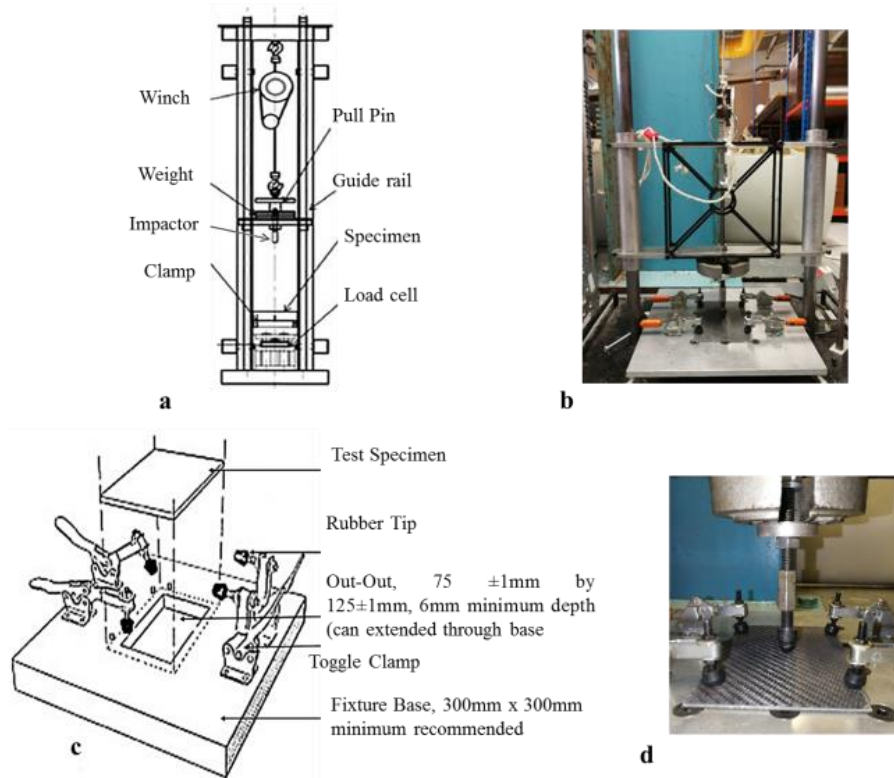 Winch
Pull Pin
Weight
Guide rail
Impactor
Specimen
Clamp
Load cell
a
b
Test Specimen
Rubber Tip
Out-Out, 75 ±1mm by
125±1mm, 6mm minimum depth
(can extended through base
Toggle Clamp
Fixture Base, 300mm x 300mm
minimum recommended
c
d